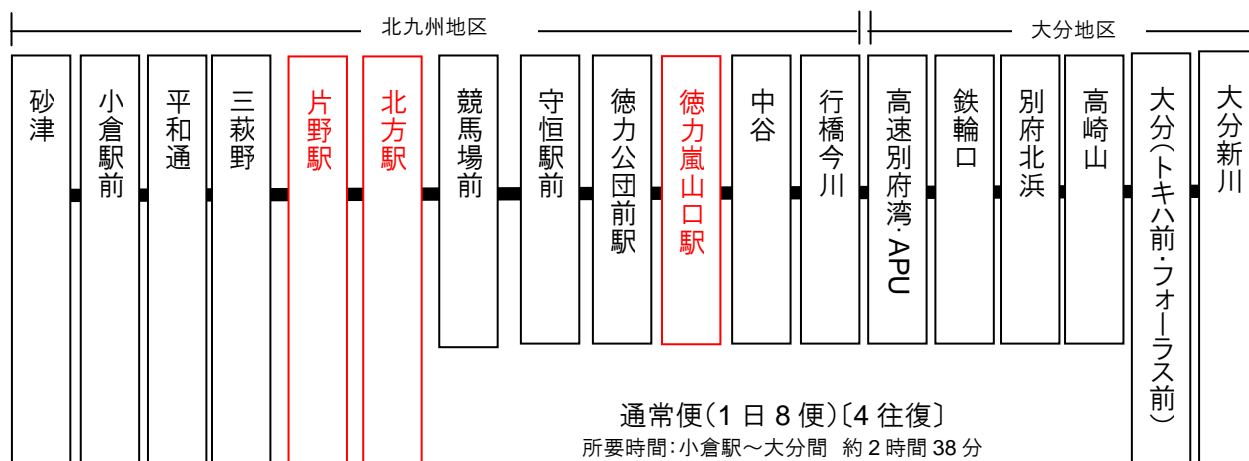 北九州地区
大分地区
砂津
小倉駅前
平和通
三萩野
片野駅
北方駅
競馬場前
守恒駅前
徳力公団前駅
徳力嵐山口駅
中谷
行橋今川
高速別府湾・APU
鉄輪口
別府北浜
高崎山
大分(トキハ前・フォーラス前)
大分新川
通常便(1日8便)〔4往復〕
所要時間:小倉駅~大分間 約2時間38分